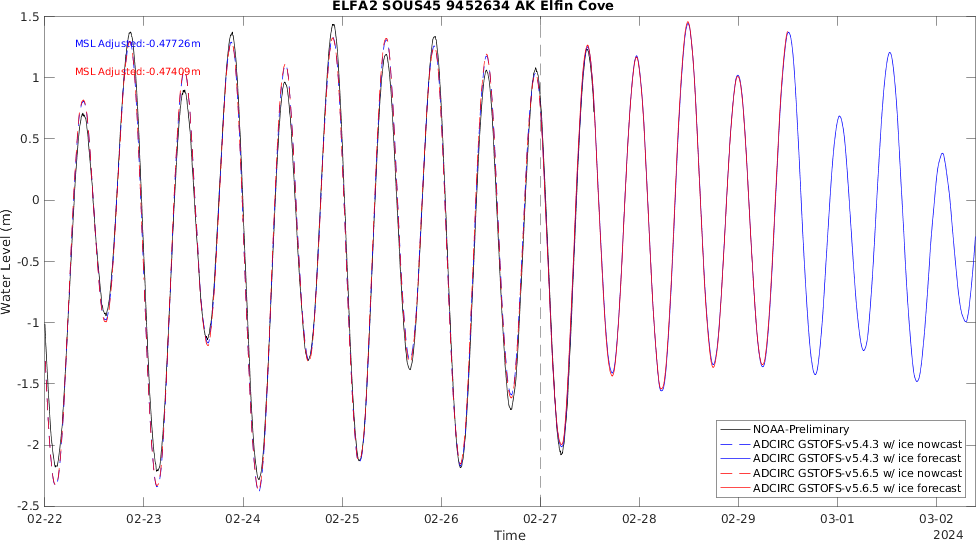 ELFA2 SOUS45 9452634 AK Elfin Cove
1.5
MSL Adjusted:-0.47726m
MSL Adjusted:-0.47409m
1
0.5
0
-0.5
-1
-1.5
-2
-2.5
Water Level (m)
NOAA-Preliminary
ADCIRC GSTOFS-v5.4.3 w/ ice nowcast
ADCIRC GSTOFS-v5.4.3 w/ ice forecast
ADCIRC GSTOFS-v5.6.5 w/ ice nowcast
ADCIRC GSTOFS-v5.6.5 w/ ice forecast
02-22 02-23 02-24 02-25 02-26 02-27 02-28 02-29 03-01 03-02
Time
2024